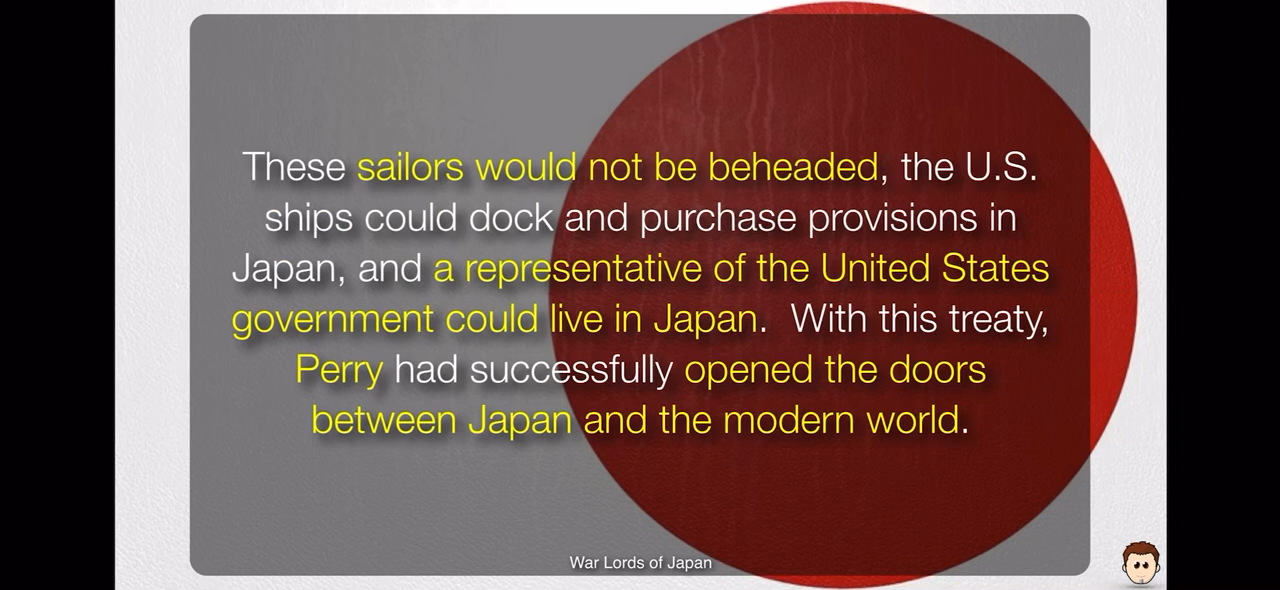 These sailors would not be beheaded, the U.S.
ships could dock and purchase provisions in
Japan, and a representative of the United States
government could live in Japan.  With this treaty,
Perry had successfully opened the doors
between Japan and the modern world.
War Lords of Japan